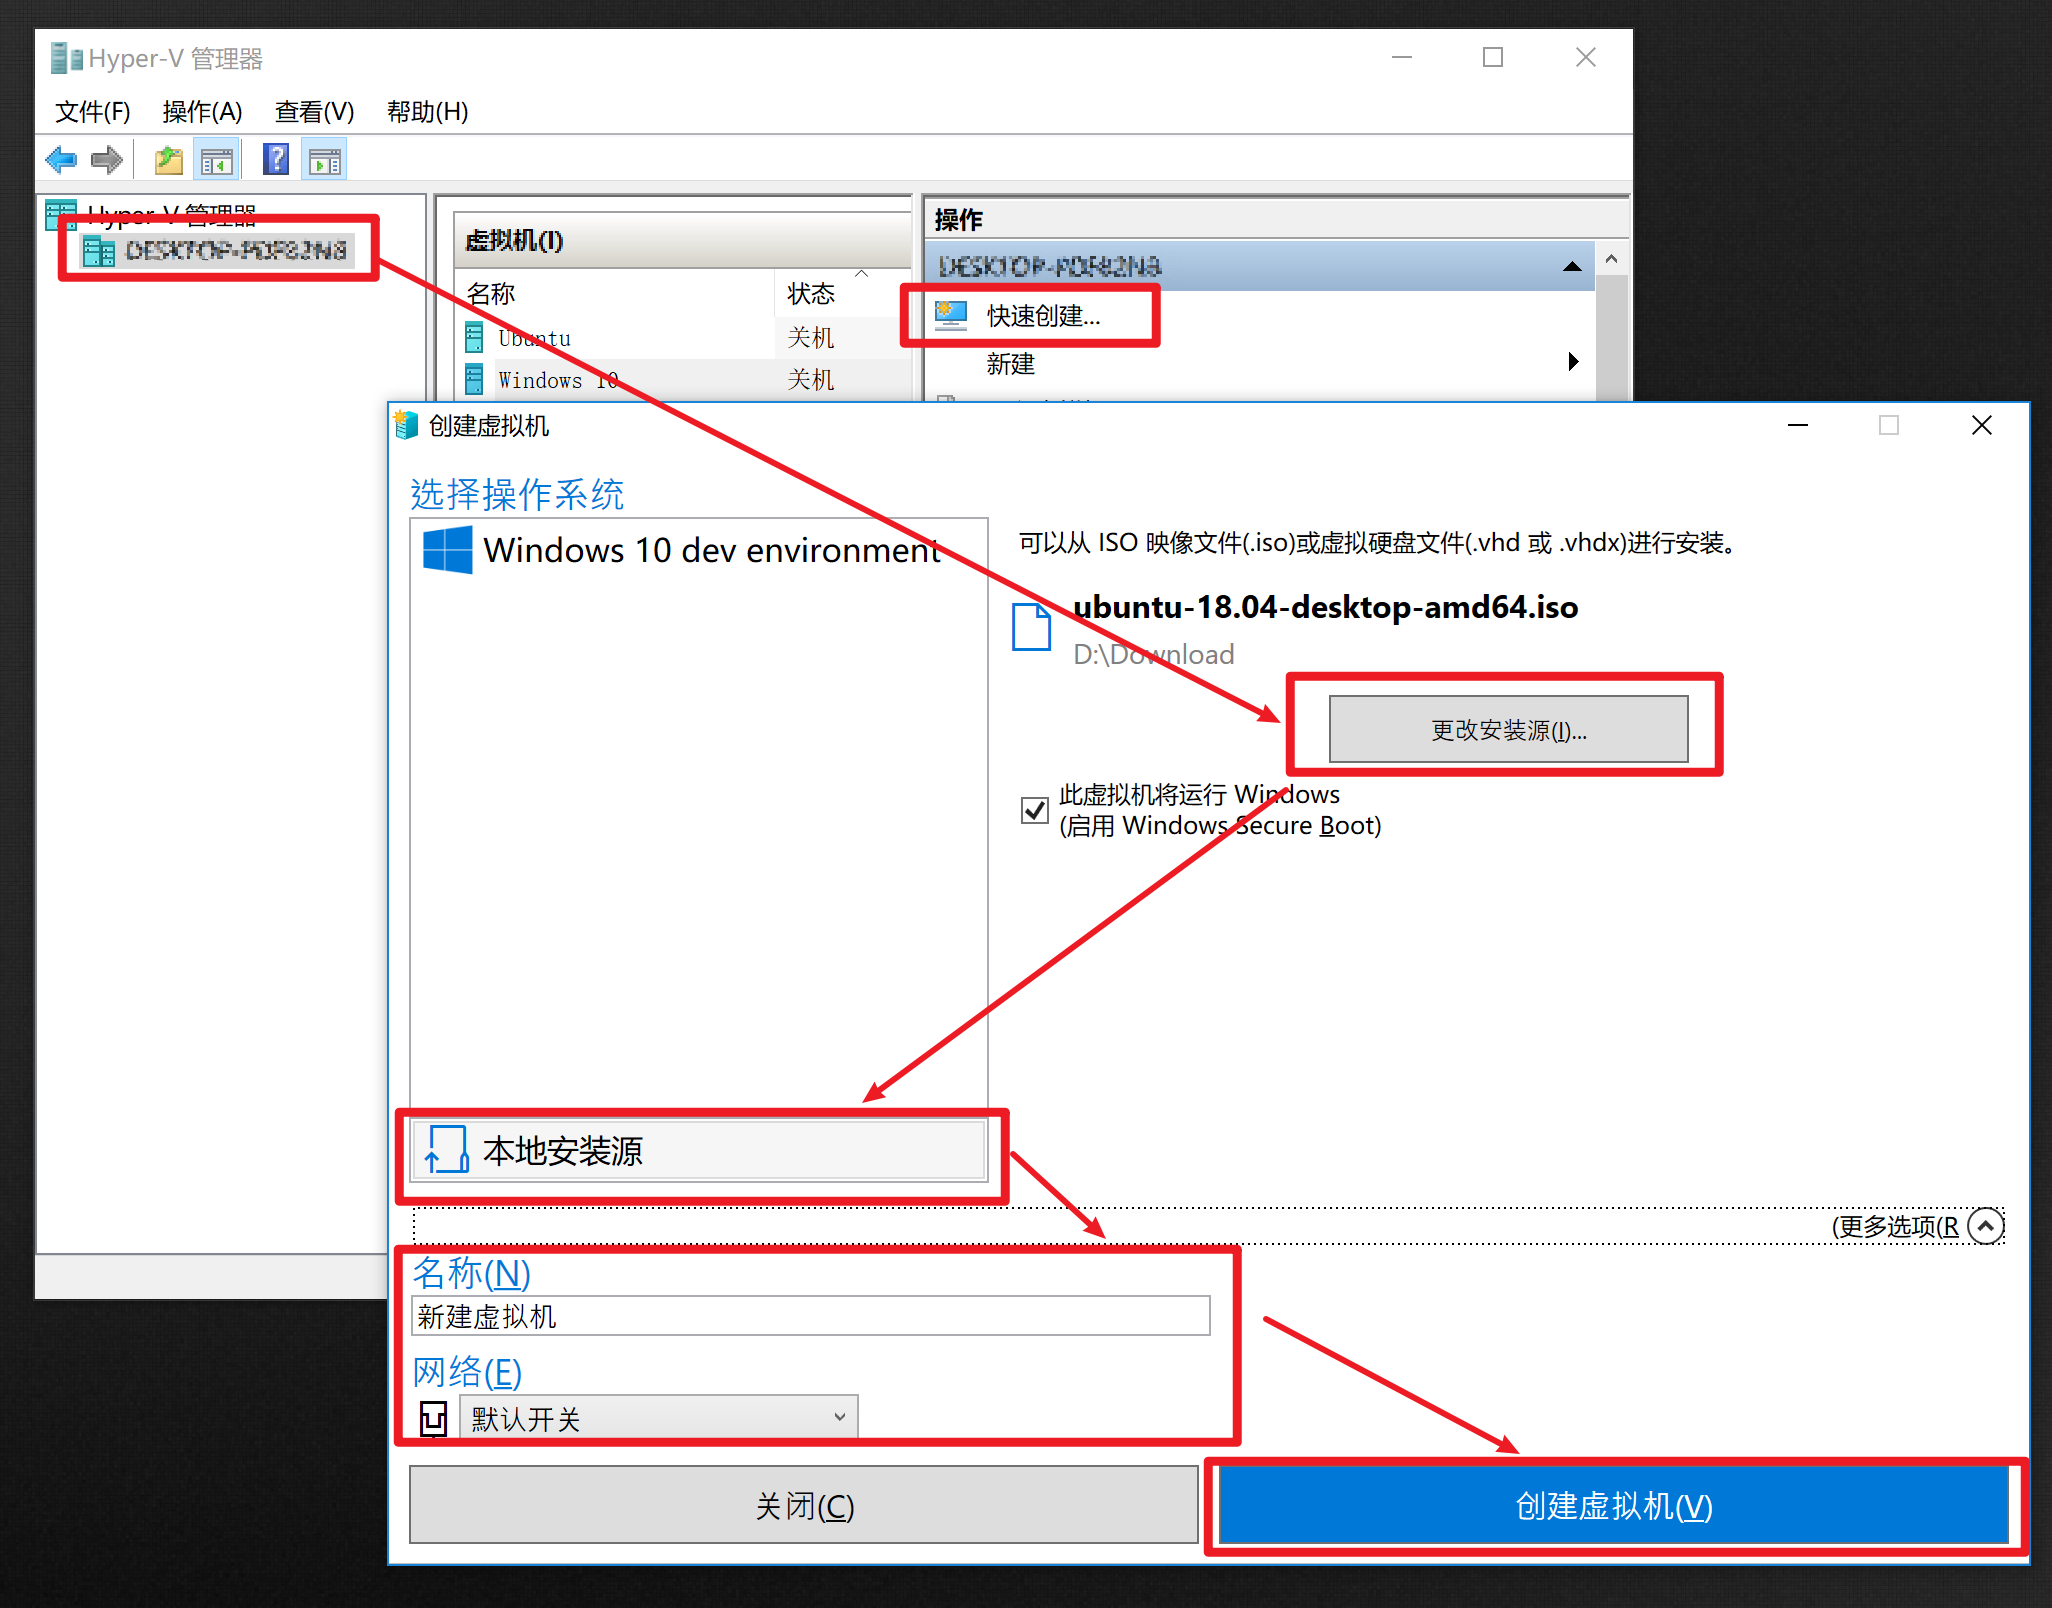 Hyper-V 管理器
文件(F) 操作(A) 查看(V) 帮助(H)
Hyper-V 管理器
虚拟机(I)
名称 状态
Ubuntu 关机
Windows 10 关机
操作
快速创建...
新建
创建虚拟机
选择操作系统
Windows 10 dev environment
本地安装源
可以从 ISO 映像文件(.iso)或虚拟硬盘文件(.vhd 或 .vhdx)进行安装。
ubuntu-18.04-desktop-amd64.iso
D:\Download
更改安装源(I)...
此虚拟机将运行 Windows
(启用 Windows Secure Boot)
(更多选项(R
名称(N)
新建虚拟机
网络(E)
默认开关
关闭(C)
创建虚拟机(V)